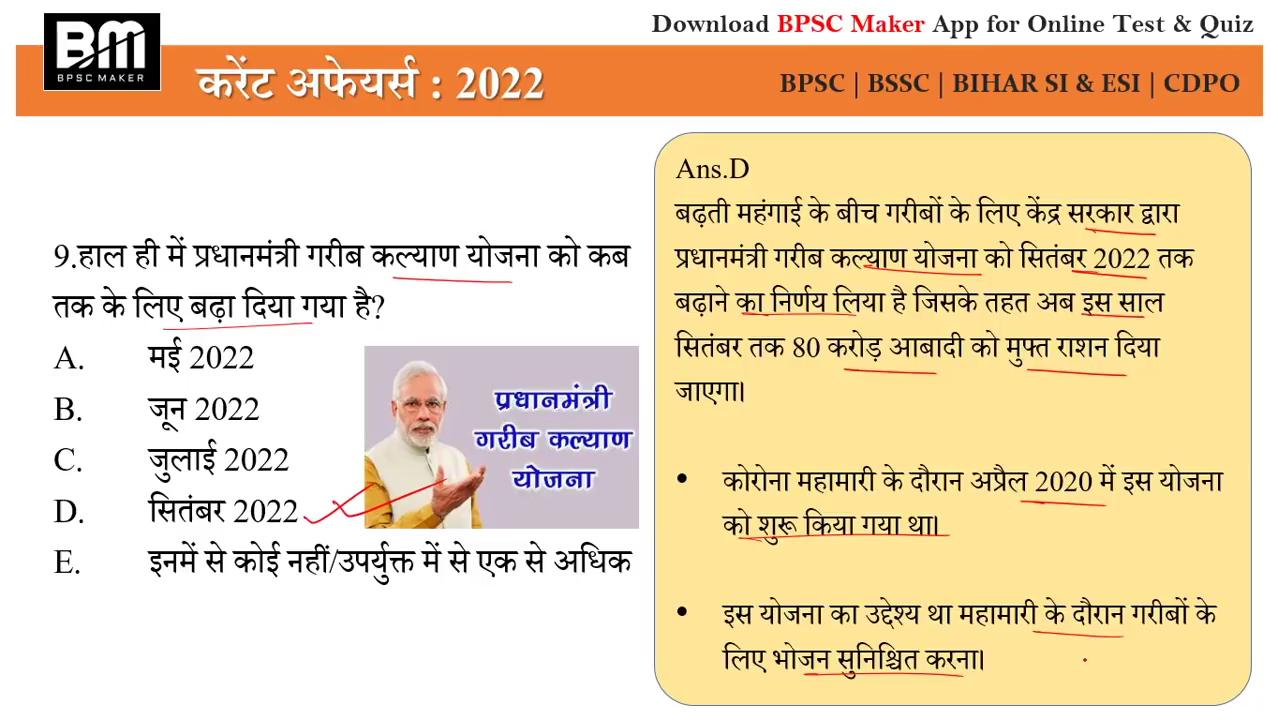 Download BPSC Maker App for Online Test & Quiz
BM
BPSC MAKER
करेंट अफेयर्स : 2022
BPSC | BSSC | BIHAR SI & ESI | CDPO
9.हाल ही में प्रधानमंत्री गरीब कल्याण योजना को कब
तक के लिए बढ़ा दिया गया है?
A. मई 2022
B. जून 2022
C. जुलाई 2022
D. सितंबर 2022
E. इनमें से कोई नहीं/उपर्युक्त में से एक से अधिक
प्रधानमंत्री
गरीब कल्याण
योजना
Ans.D
बढ़ती महंगाई के बीच गरीबों के लिए केंद्र सरकार द्वारा
प्रधानमंत्री गरीब कल्याण योजना को सितंबर 2022 तक
बढ़ाने का निर्णय लिया है जिसके तहत अब इस साल
सितंबर तक 80 करोड़ आबादी को मुफ्त राशन दिया
जाएगा।
• कोरोना महामारी के दौरान अप्रैल 2020 में इस योजना
को शुरू किया गया था।
• इस योजना का उद्देश्य था महामारी के दौरान गरीबों के
लिए भोजन सुनिश्चित करना।